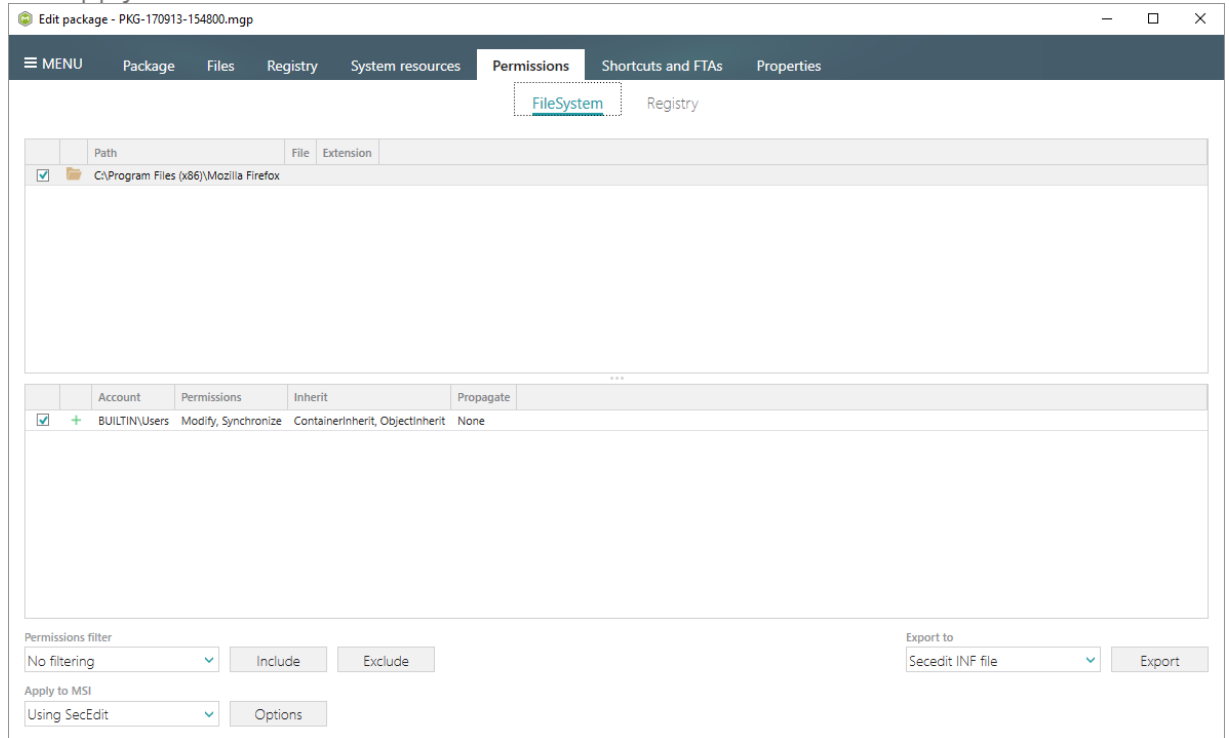 Edit package - PKG-170913-154800.mgp
MENU Package Files Registry System resources Permissions Shortcuts and FTAs Properties
FileSystem Registry
Path File Extension
C:\Program Files (x86)\Mozilla Firefox
Account Permissions Inherit Propagate
BUILTIN\Users Modify, Synchronize ContainerInherit, ObjectInherit None
Permissions filter Export to
No filtering Include Exclude Secedit INF file Export
Apply to MSI
Using SecEdit Options